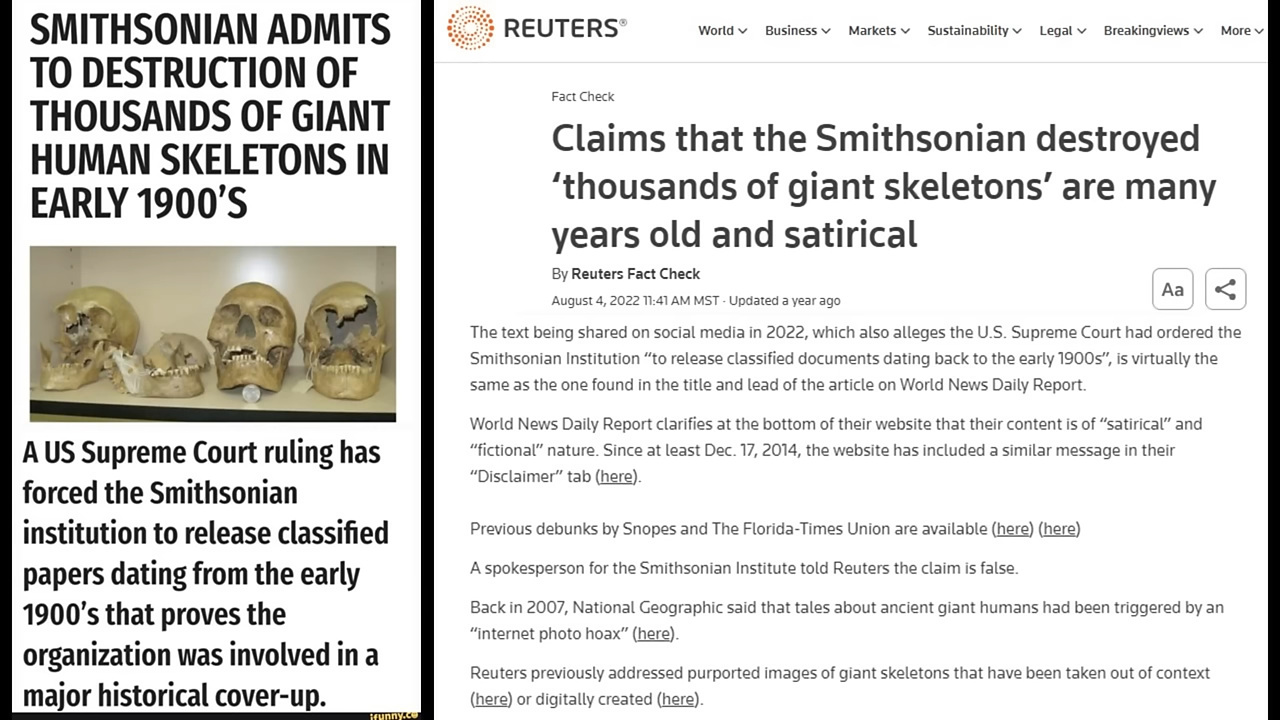 SMITHSONIAN ADMITS
TO DESTRUCTION OF
THOUSANDS OF GIANT
HUMAN SKELETONS IN
EARLY 1900'S
A US Supreme Court ruling has
forced the Smithsonian
institution to release classified
papers dating from the early
1900's that proves the
organization was involved in a
major historical cover-up.
ifunny.co
REUTERS®
World Business Markets Sustainability Legal Breakingviews More
Fact Check
Claims that the Smithsonian destroyed
‘thousands of giant skeletons’ are many
years old and satirical
By Reuters Fact Check
August 4, 2022 11:41 AM MST · Updated a year ago
Aa
The text being shared on social media in 2022, which also alleges the U.S. Supreme Court had ordered the
Smithsonian Institution “to release classified documents dating back to the early 1900s”, is virtually the
same as the one found in the title and lead of the article on World News Daily Report.
World News Daily Report clarifies at the bottom of their website that their content is of “satirical” and
“fictional” nature. Since at least Dec. 17, 2014, the website has included a similar message in their
“Disclaimer” tab (here).
Previous debunks by Snopes and The Florida-Times Union are available (here) (here)
A spokesperson for the Smithsonian Institute told Reuters the claim is false.
Back in 2007, National Geographic said that tales about ancient giant humans had been triggered by an
“internet photo hoax” (here).
Reuters previously addressed purported images of giant skeletons that have been taken out of context
(here) or digitally created (here).